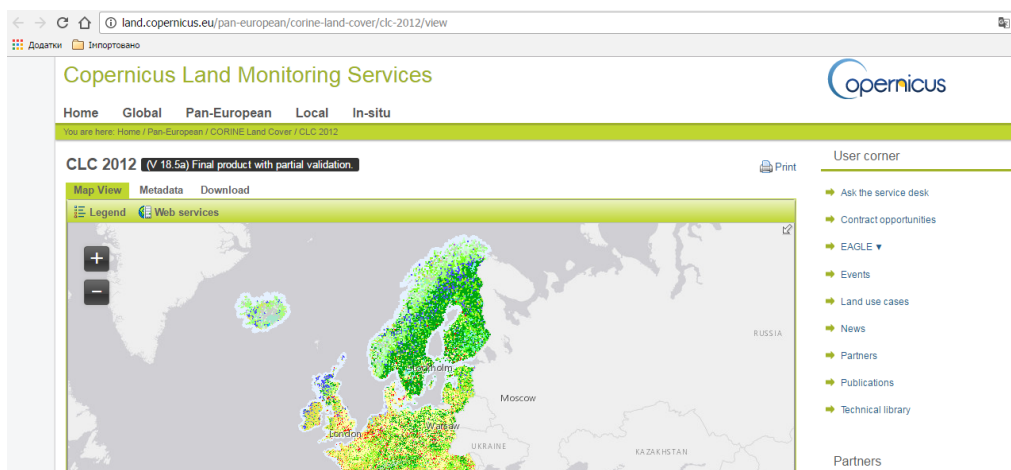 land.copernicus.eu/pan-european/corine-land-cover/clc-2012/view
Додатки Імпортовано
Copernicus Land Monitoring Services
opernicus
Home Global Pan-European Local In-situ
You are here: Home / Pan-European / CORINE Land Cover / CLC 2012
CLC 2012 (V 18.5a) Final product with partial validation.
Print
Map View Metadata Download
Legend Web services
+
−
RUSSIA
Stockholm
Moscow
London
Warsaw
UKRAINE
KAZAKHSTAN
User corner
Ask the service desk
Contract opportunities
EAGLE ▼
Events
Land use cases
News
Partners
Publications
Technical library
Partners